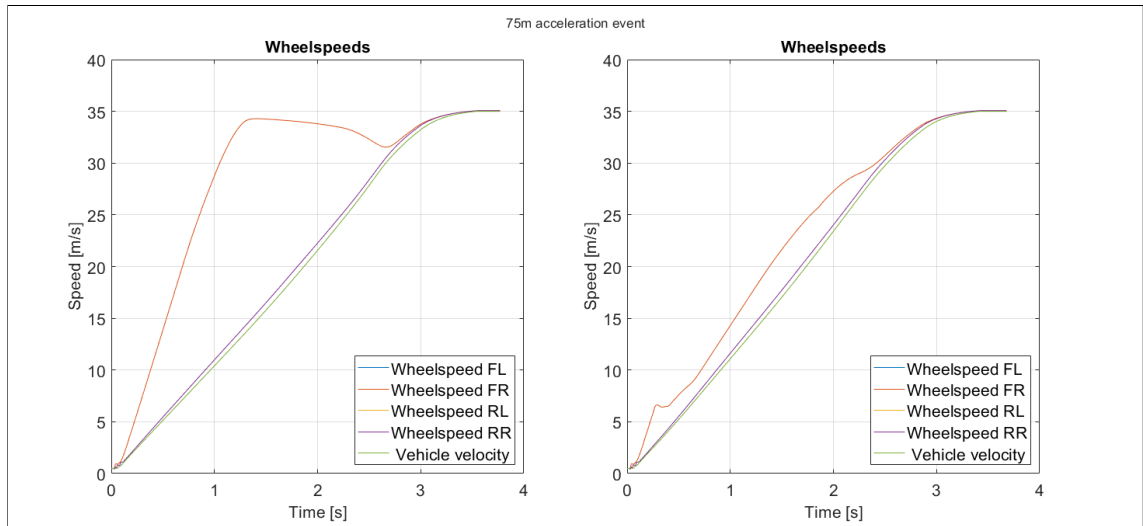 75m acceleration event
Wheelspeeds
40
35
30
25
20
15
10
5
0
Speed [m/s]
Wheelspeed FL
Wheelspeed FR
Wheelspeed RL
Wheelspeed RR
Vehicle velocity
0 1 2 3 4
Time [s]
Wheelspeeds
40
35
30
25
20
15
10
5
0
Speed [m/s]
Wheelspeed FL
Wheelspeed FR
Wheelspeed RL
Wheelspeed RR
Vehicle velocity
0 1 2 3 4
Time [s]